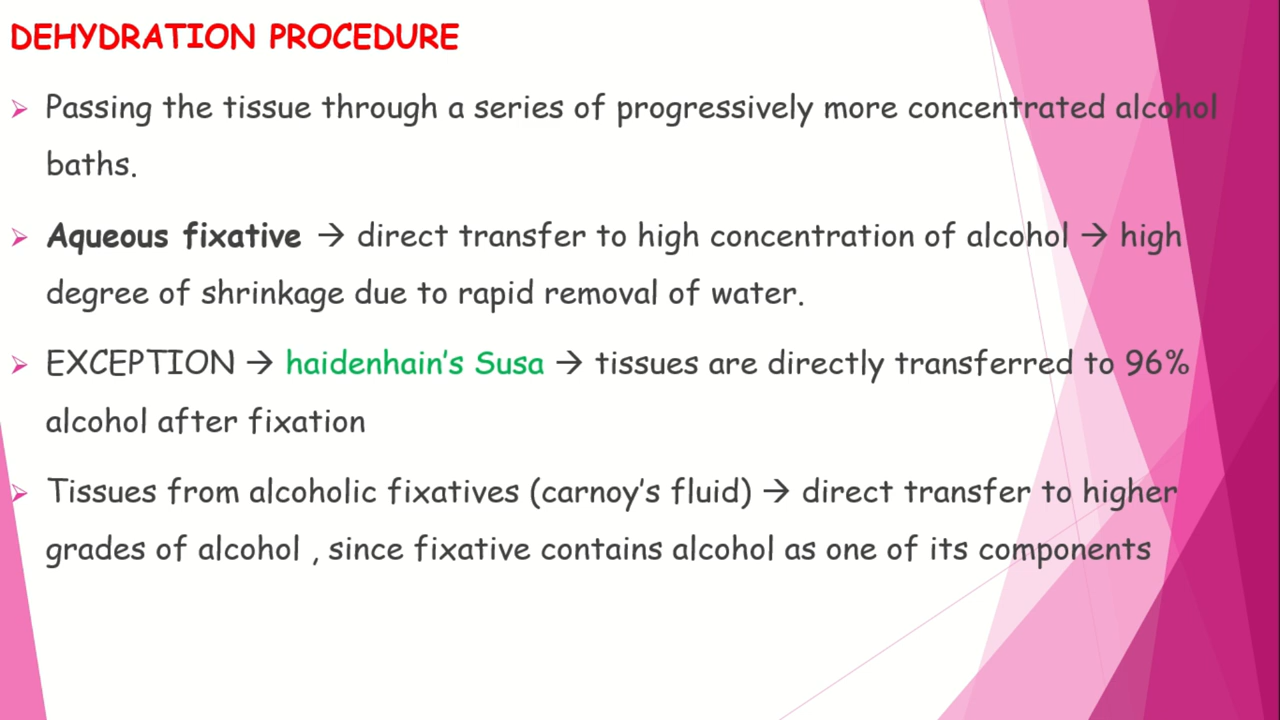 DEHYDRATION PROCEDURE
➢ Passing the tissue through a series of progressively more concentrated alcohol
baths.
➢ Aqueous fixative → direct transfer to high concentration of alcohol → high
degree of shrinkage due to rapid removal of water.
➢ EXCEPTION → haidenhain's Susa → tissues are directly transferred to 96%
alcohol after fixation
➢ Tissues from alcoholic fixatives (carnoy's fluid) → direct transfer to higher
grades of alcohol , since fixative contains alcohol as one of its components